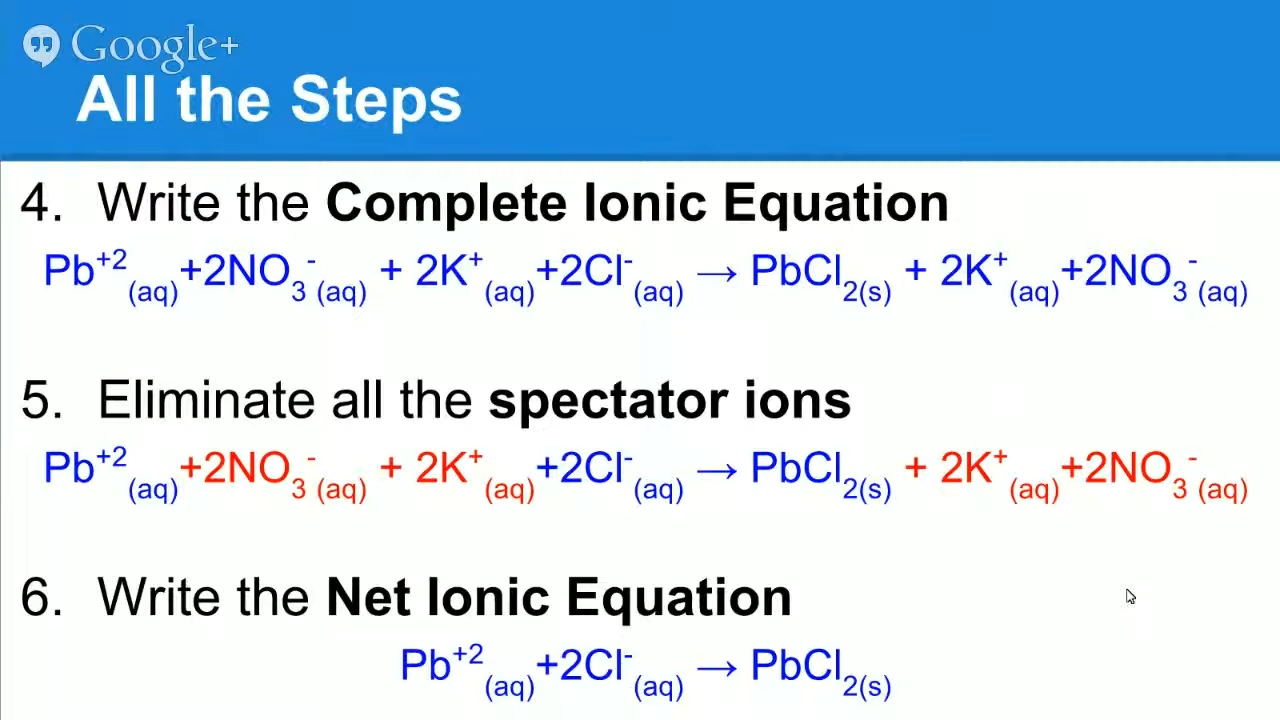 Google+
All the Steps
4. Write the Complete Ionic Equation
Pb⁺²(aq)+2NO₃⁻(aq) + 2K⁺(aq)+2Cl⁻(aq) → PbCl₂(s) + 2K⁺(aq)+2NO₃⁻(aq)
5. Eliminate all the spectator ions
Pb⁺²(aq)+2NO₃⁻(aq) + 2K⁺(aq)+2Cl⁻(aq) → PbCl₂(s) + 2K⁺(aq)+2NO₃⁻(aq)
6. Write the Net Ionic Equation
Pb⁺²(aq)+2Cl⁻(aq) → PbCl₂(s)